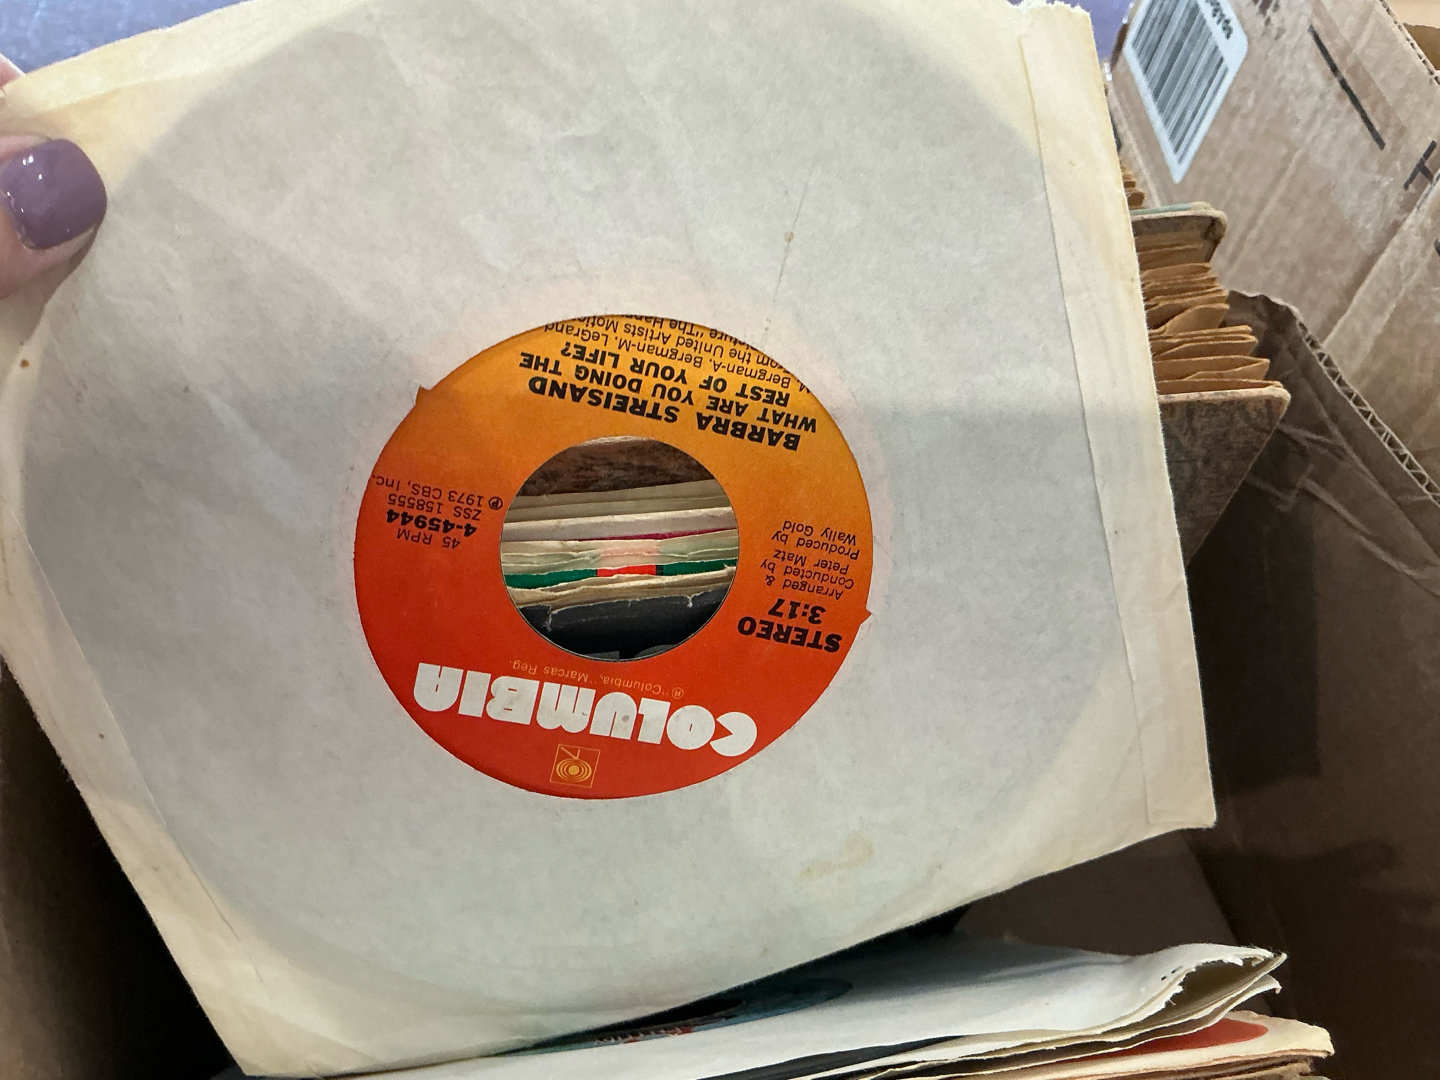 COLUMBIA
® "Columbia," Marcas Reg.
STEREO
3:17
Arranged &
Conducted by
Peter Matz
Produced by
Wally Gold
45 RPM
4-45944
ZSS 158555
℗ 1973 CBS, Inc.
BARBRA STREISAND
WHAT ARE YOU DOING THE
REST OF YOUR LIFE?
M. Bergman-A. Bergman-M. LeGrand
From the United Artists
"The